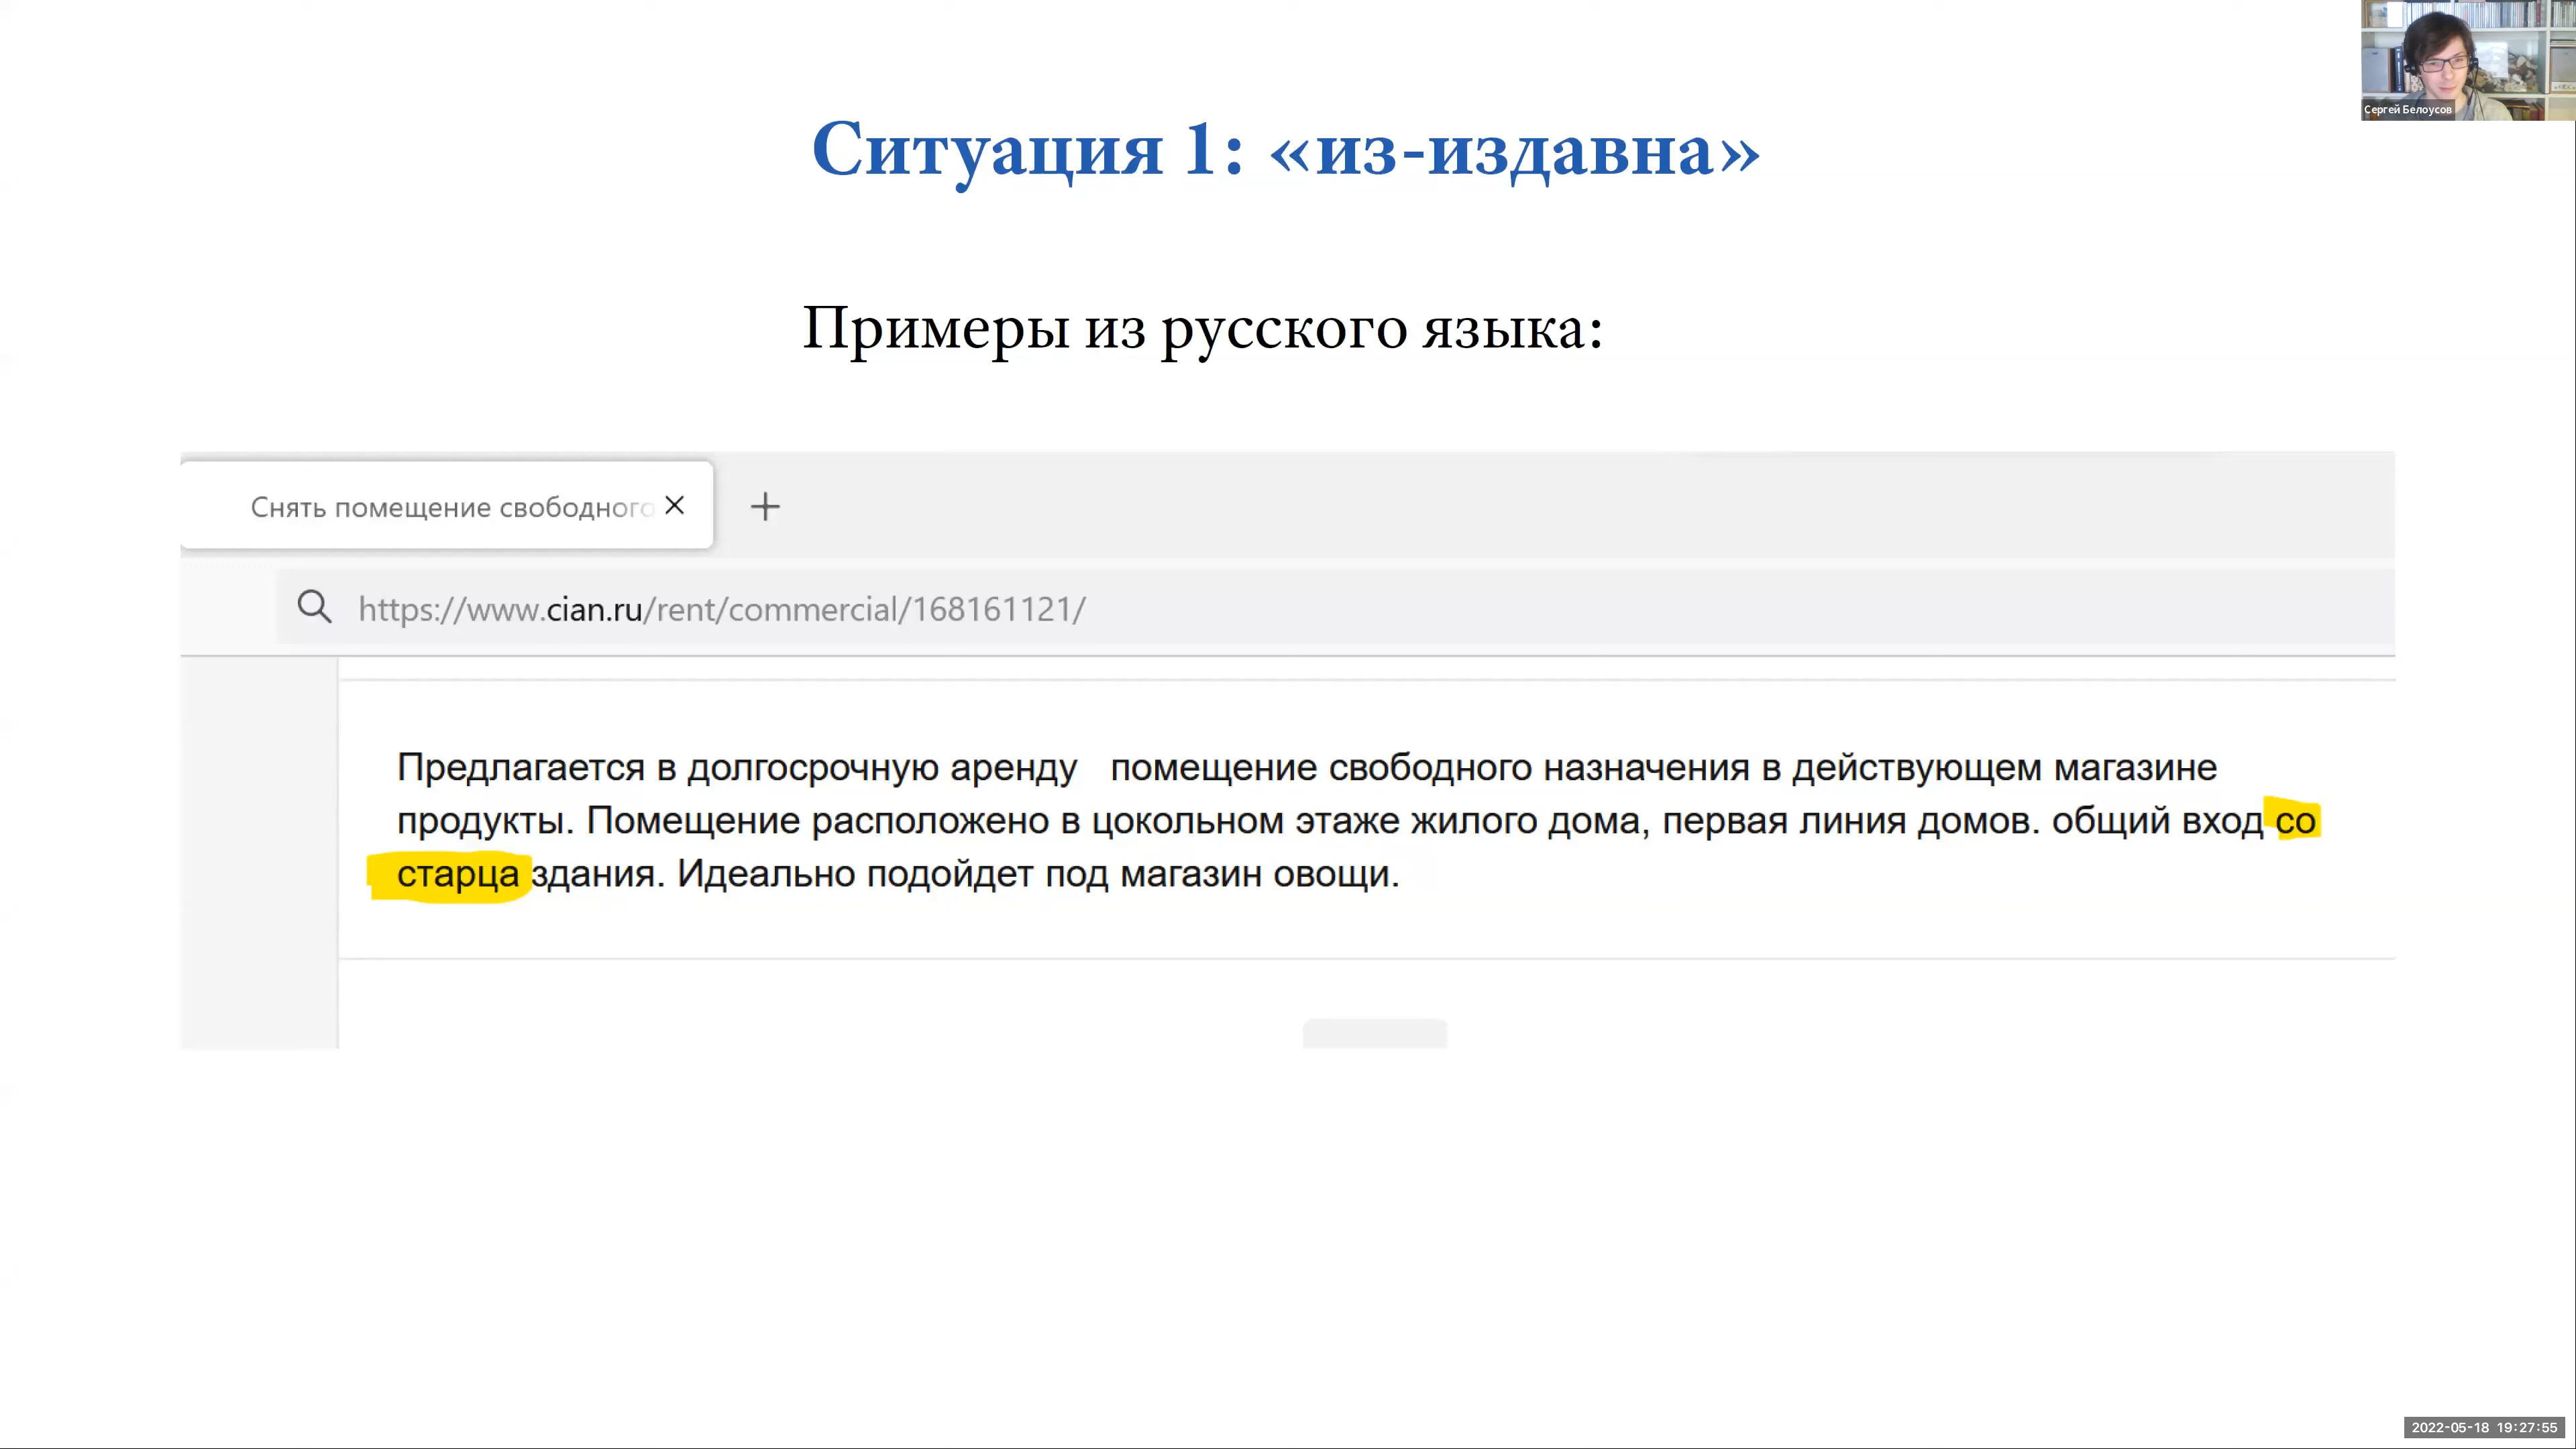 Сергей Белоусов
Ситуация 1: «из-издавна»
Примеры из русского языка:
Снять помещение свободного
https://www.cian.ru/rent/commercial/168161121/
Предлагается в долгосрочную аренду помещение свободного назначения в действующем магазине
продукты. Помещение расположено в цокольном этаже жилого дома, первая линия домов. общий вход со
старца здания. Идеально подойдет под магазин овощи.
2022-05-18 19:27:55